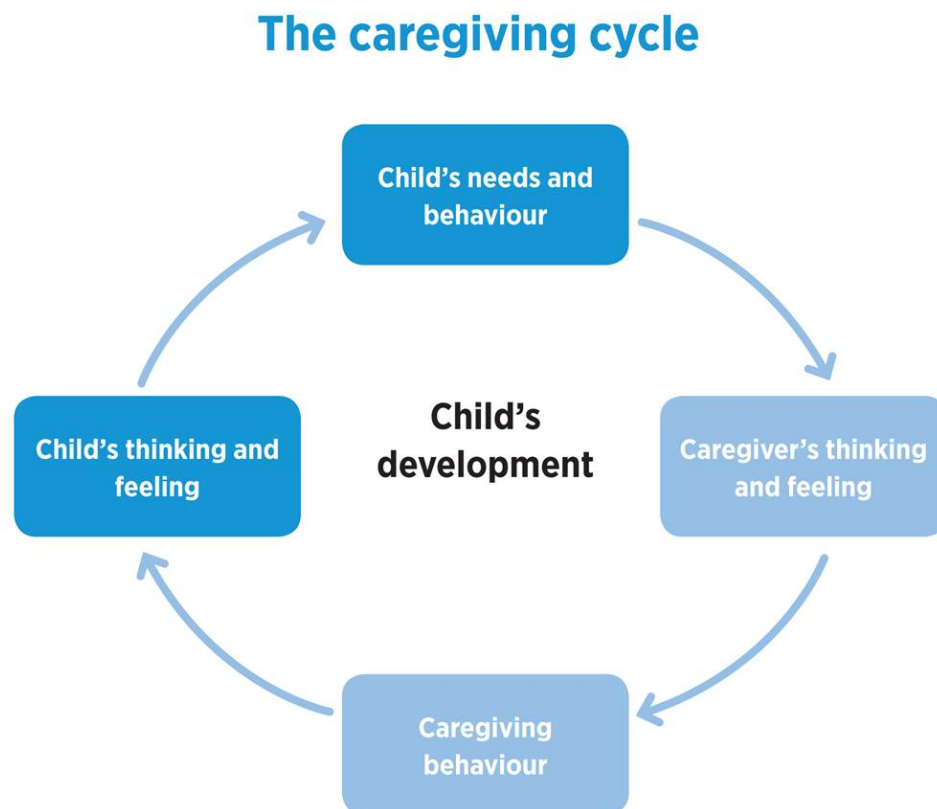 The caregiving cycle
Child’s needs and
behaviour
Child’s thinking and
feeling
Child’s
development
Caregiver’s thinking
and feeling
Caregiving
behaviour